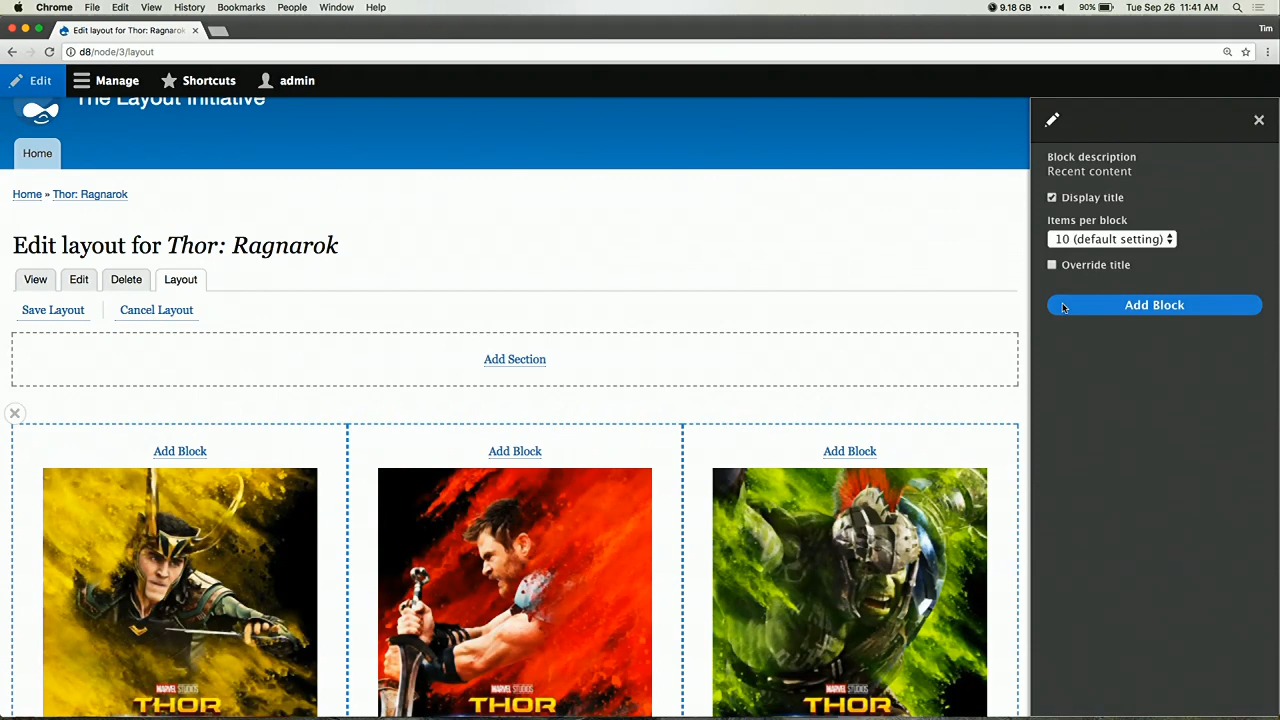 Chrome File Edit View History Bookmarks People Window Help 9.18 GB 90% Tue Sep 26 11:41 AM
Edit layout for Thor: Ragnarok Tim
d8/node/3/layout
Edit Manage Shortcuts admin
The Layout Initiative
Home
Home » Thor: Ragnarok
Edit layout for Thor: Ragnarok
View Edit Delete Layout
Save Layout Cancel Layout
Add Section
Add Block Add Block Add Block
MARVEL STUDIOS MARVEL STUDIOS MARVEL STUDIOS
THOR THOR THOR
Block description
Recent content
Display title
Items per block
10 (default setting)
Override title
Add Block